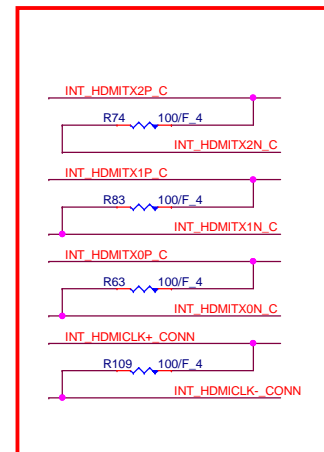 INT_HDMITX2P_C
R74 100/F_4
INT_HDMITX2N_C
INT_HDMITX1P_C
R83 100/F_4
INT_HDMITX1N_C
INT_HDMITX0P_C
R63 100/F_4
INT_HDMITX0N_C
INT_HDMICLK+_CONN
R109 100/F_4
INT_HDMICLK-_CONN